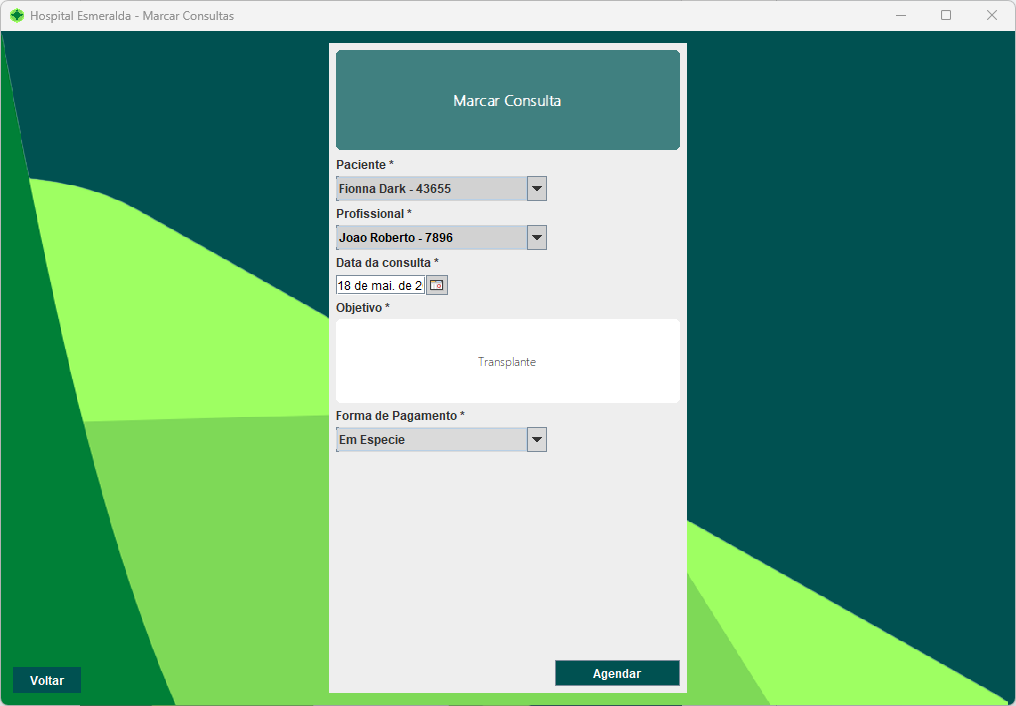 Hospital Esmeralda - Marcar Consultas
Marcar Consulta
Paciente *
Fionna Dark - 43655
Profissional *
Joao Roberto - 7896
Data da consulta *
18 de mai. de 2
Objetivo *
Transplante
Forma de Pagamento *
Em Especie
Voltar
Agendar